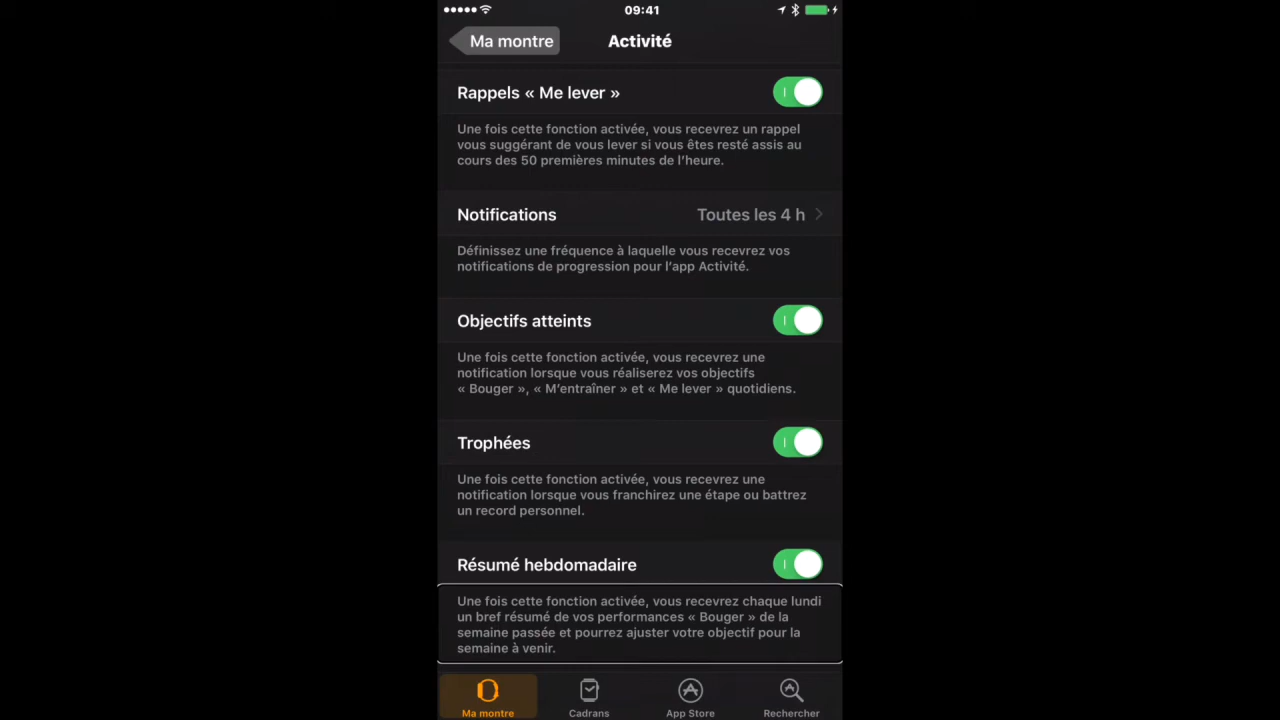 09:41
Ma montre
Activité
Rappels « Me lever »
Une fois cette fonction activée, vous recevrez un rappel
vous suggérant de vous lever si vous êtes resté assis au
cours des 50 premières minutes de l’heure.
Notifications
Toutes les 4 h
Définissez une fréquence à laquelle vous recevrez vos
notifications de progression pour l’app Activité.
Objectifs atteints
Une fois cette fonction activée, vous recevrez une
notification lorsque vous réaliserez vos objectifs
« Bouger », « M’entraîner » et « Me lever » quotidiens.
Trophées
Une fois cette fonction activée, vous recevrez une
notification lorsque vous franchirez une étape ou battrez
un record personnel.
Résumé hebdomadaire
Une fois cette fonction activée, vous recevrez chaque lundi
un bref résumé de vos performances « Bouger » de la
semaine passée et pourrez ajuster votre objectif pour la
semaine à venir.
Ma montre
Cadrans
App Store
Rechercher